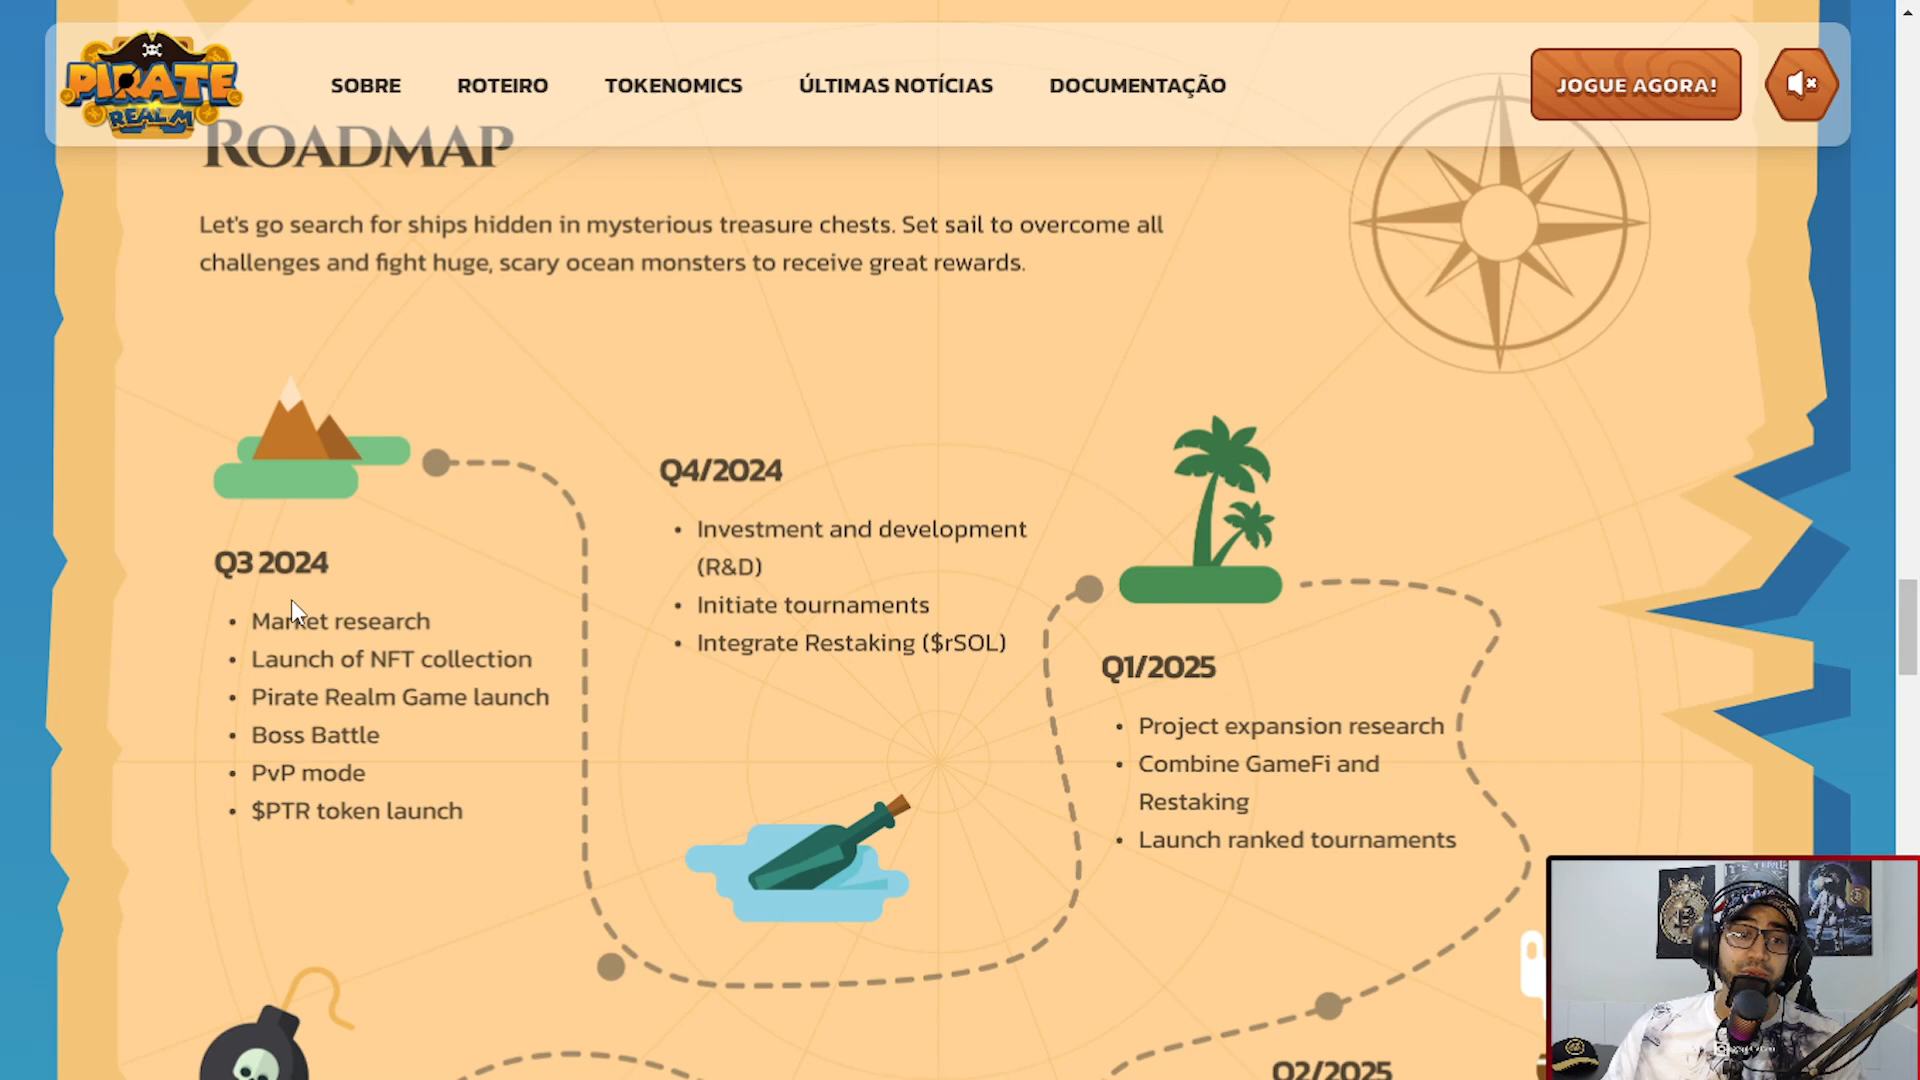 PIRATE
REALM
SOBRE
ROTEIRO
TOKENOMICS
ÚLTIMAS NOTÍCIAS
DOCUMENTAÇÃO
JOGUE AGORA!
ROADMAP
Let's go search for ships hidden in mysterious treasure chests. Set sail to overcome all
challenges and fight huge, scary ocean monsters to receive great rewards.
Q3 2024
• Market research
• Launch of NFT collection
• Pirate Realm Game launch
• Boss Battle
• PvP mode
• $PTR token launch
Q4/2024
• Investment and development
(R&D)
• Initiate tournaments
• Integrate Restaking ($rSOL)
Q1/2025
• Project expansion research
• Combine GameFi and
Restaking
• Launch ranked tournaments
Q2/2025